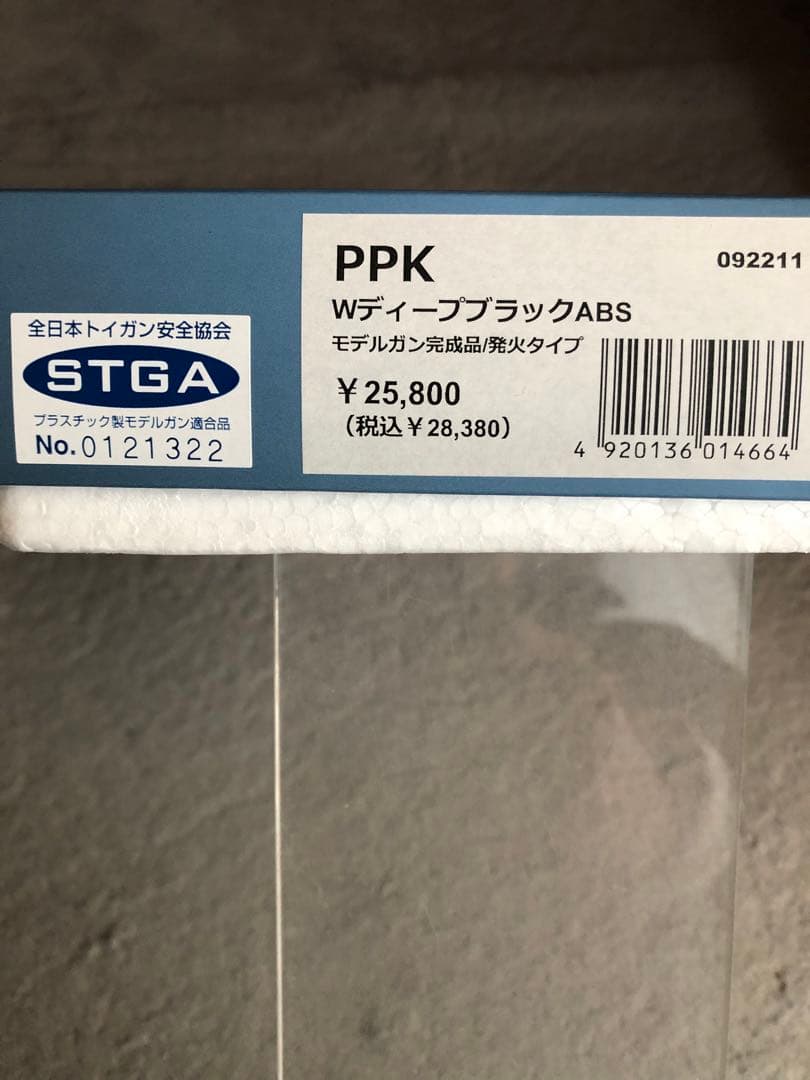 全日本トイガン安全協会
STGA
プラスチック製モデルガン適合品
No.0121322
PPK
092211
WディープブラックABS
モデルガン完成品/発火タイプ
￥25,800
（税込￥28,380）
4 920136 014664